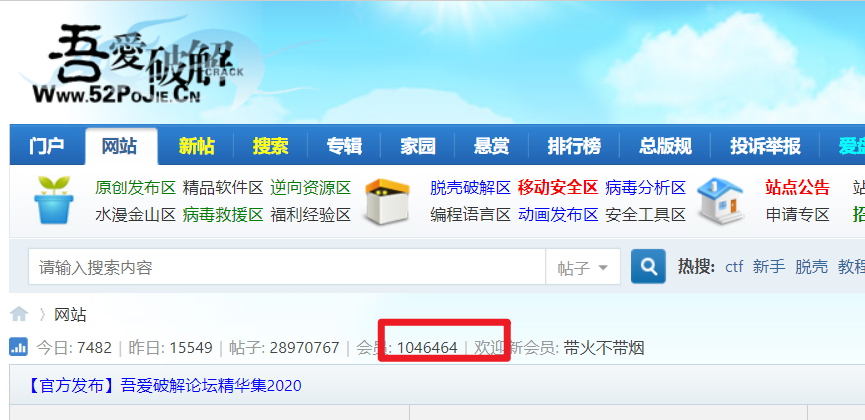 吾愛破解
CRACK
Www.52PoJie.Cn
门户 网站 新帖 搜索 专辑 家园 悬赏 排行榜 总版规 投诉举报
原创发布区 精品软件区 逆向资源区 脱壳破解区 移动安全区 病毒分析区 站点公告
水漫金山区 病毒救援区 福利经验区 编程语言区 动画发布区 安全工具区 申请专区
请输入搜索内容 帖子 热搜: ctf 新手 脱壳 教程
网站
今日: 7482 | 昨日: 15549 | 帖子: 28970767 | 会员: 1046464 | 欢迎新会员: 带火不带烟
【官方发布】吾爱破解论坛精华集2020